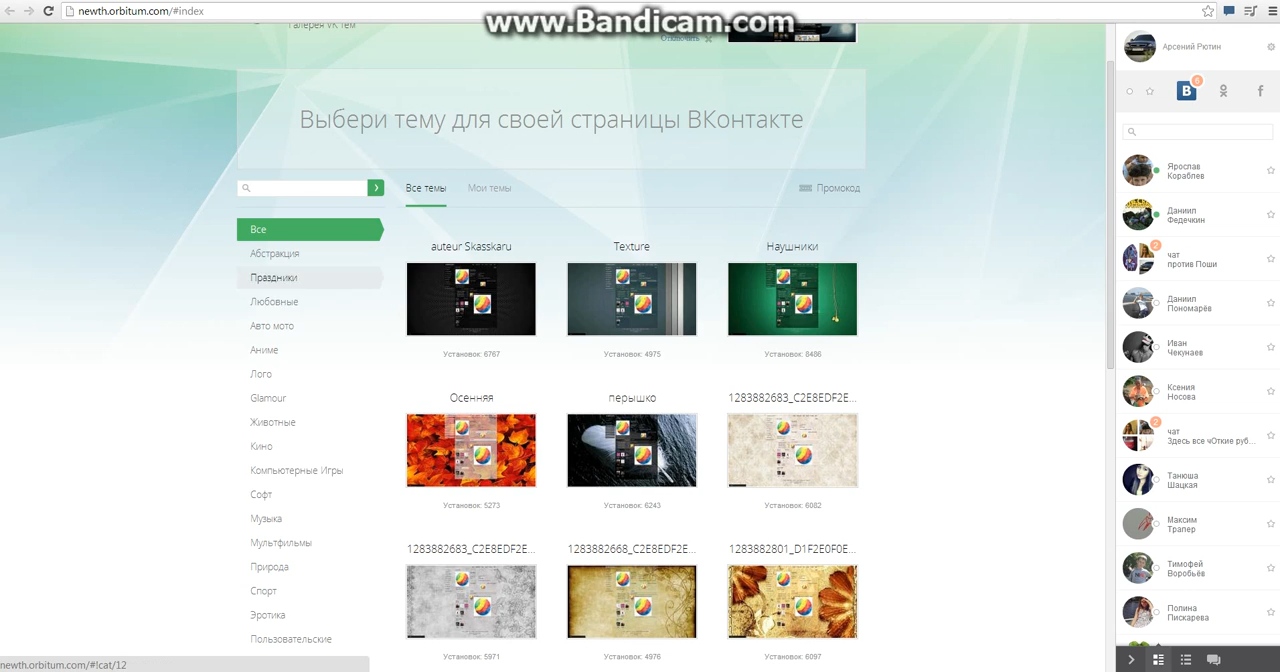 newth.orbitum.com/#index
www.Bandicam.com
Галерея VK тем
Отключить
Арсений Рютин
Выбери тему для своей страницы ВКонтакте
6
Все темы
Мои темы
Промокод
Все
Абстракция
Праздники
Любовные
Авто мото
Аниме
Лого
Glamour
Животные
Кино
Компьютерные Игры
Софт
Музыка
Мультфильмы
Природа
Спорт
Эротика
Пользовательские
auteur Skasskaru
Texture
Наушники
Установок: 6767
Установок: 4975
Установок: 8486
Осенняя
перышко
1283882683_C2E8EDF2E...
Установок: 5273
Установок: 6243
Установок: 6082
1283882683_C2E8EDF2E...
1283882668_C2E8EDF2E...
1283882801_D1F2E0F0E...
Установок: 5971
Установок: 4976
Установок: 6097
Ярослав
Кораблев
Даниил
Федечкин
2
чат
против Поши
Даниил
Пономарёв
Иван
Чекунаев
Ксения
Носова
2
чат
Здесь все чОткие руб...
Танюша
Шацкая
Максим
Трапер
Тимофей
Воробьёв
Полина
Пискарева
newth.orbitum.com/#!cat/12